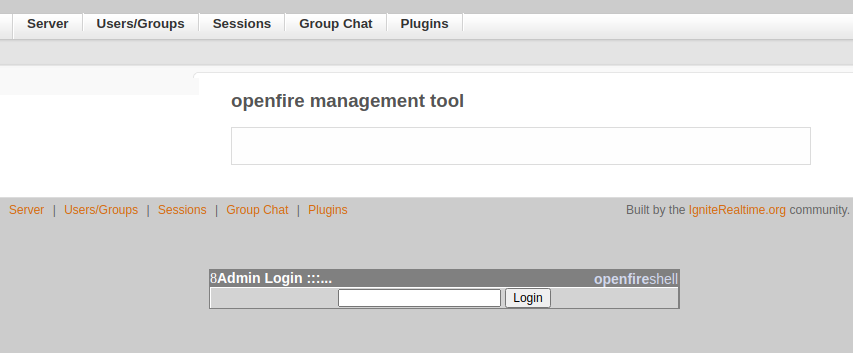 Server Users/Groups Sessions Group Chat Plugins
openfire management tool
Server | Users/Groups | Sessions | Group Chat | Plugins Built by the IgniteRealtime.org community.
8Admin Login :::... openfireshell
Login